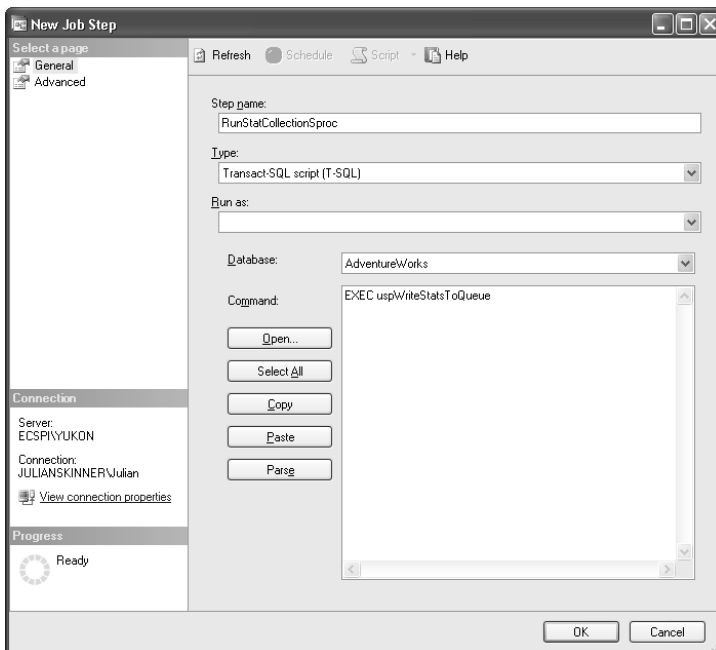 New Job Step
Select a page
General
Advanced
Refresh Schedule Script Help
Step name:
RunStatCollectionSproc
Type:
Transact-SQL script (T-SQL)
Run as:
Database:
AdventureWorks
Command:
EXEC uspWriteStatsToQueue
Open...
Select All
Copy
Paste
Parse
Connection
Server:
ECSPI\YUKON
Connection:
JULIANSKINNER\Julian
View connection properties
Progress
Ready
OK Cancel